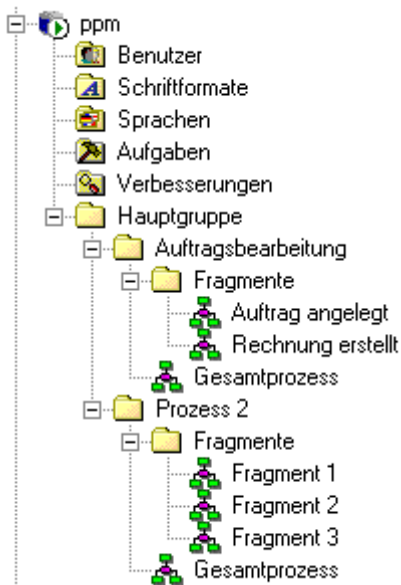 ppm
Benutzer
Schriftformate
Sprachen
Aufgaben
Verbesserungen
Hauptgruppe
Auftragsbearbeitung
Fragmente
Auftrag angelegt
Rechnung erstellt
Gesamtprozess
Prozess 2
Fragmente
Fragment 1
Fragment 2
Fragment 3
Gesamtprozess